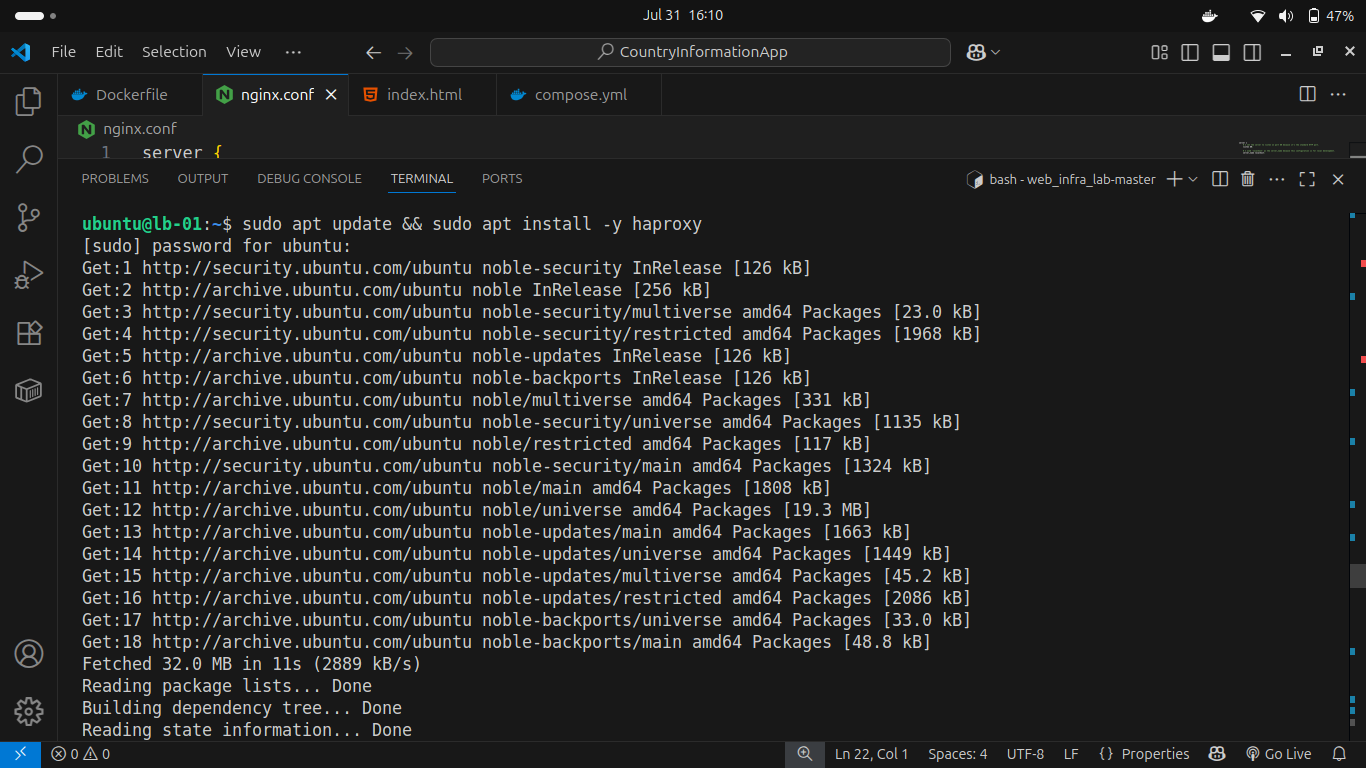 Jul 31 16:10
47%
File Edit Selection View ···
CountryInformationApp
Dockerfile
nginx.conf
index.html
compose.yml
nginx.conf
1 server {
PROBLEMS OUTPUT DEBUG CONSOLE TERMINAL PORTS
bash - web_infra_lab-master
ubuntu@lb-01:~$ sudo apt update && sudo apt install -y haproxy
[sudo] password for ubuntu:
Get:1 http://security.ubuntu.com/ubuntu noble-security InRelease [126 kB]
Get:2 http://archive.ubuntu.com/ubuntu noble InRelease [256 kB]
Get:3 http://security.ubuntu.com/ubuntu noble-security/multiverse amd64 Packages [23.0 kB]
Get:4 http://security.ubuntu.com/ubuntu noble-security/restricted amd64 Packages [1968 kB]
Get:5 http://archive.ubuntu.com/ubuntu noble-updates InRelease [126 kB]
Get:6 http://archive.ubuntu.com/ubuntu noble-backports InRelease [126 kB]
Get:7 http://archive.ubuntu.com/ubuntu noble/multiverse amd64 Packages [331 kB]
Get:8 http://security.ubuntu.com/ubuntu noble-security/universe amd64 Packages [1135 kB]
Get:9 http://archive.ubuntu.com/ubuntu noble/restricted amd64 Packages [117 kB]
Get:10 http://security.ubuntu.com/ubuntu noble-security/main amd64 Packages [1324 kB]
Get:11 http://archive.ubuntu.com/ubuntu noble/main amd64 Packages [1808 kB]
Get:12 http://archive.ubuntu.com/ubuntu noble/universe amd64 Packages [19.3 MB]
Get:13 http://archive.ubuntu.com/ubuntu noble-updates/main amd64 Packages [1663 kB]
Get:14 http://archive.ubuntu.com/ubuntu noble-updates/universe amd64 Packages [1449 kB]
Get:15 http://archive.ubuntu.com/ubuntu noble-updates/multiverse amd64 Packages [45.2 kB]
Get:16 http://archive.ubuntu.com/ubuntu noble-updates/restricted amd64 Packages [2086 kB]
Get:17 http://archive.ubuntu.com/ubuntu noble-backports/universe amd64 Packages [33.0 kB]
Get:18 http://archive.ubuntu.com/ubuntu noble-backports/main amd64 Packages [48.8 kB]
Fetched 32.0 MB in 11s (2889 kB/s)
Reading package lists... Done
Building dependency tree... Done
Reading state information... Done
0 0 Ln 22, Col 1 Spaces: 4 UTF-8 LF {} Properties Go Live